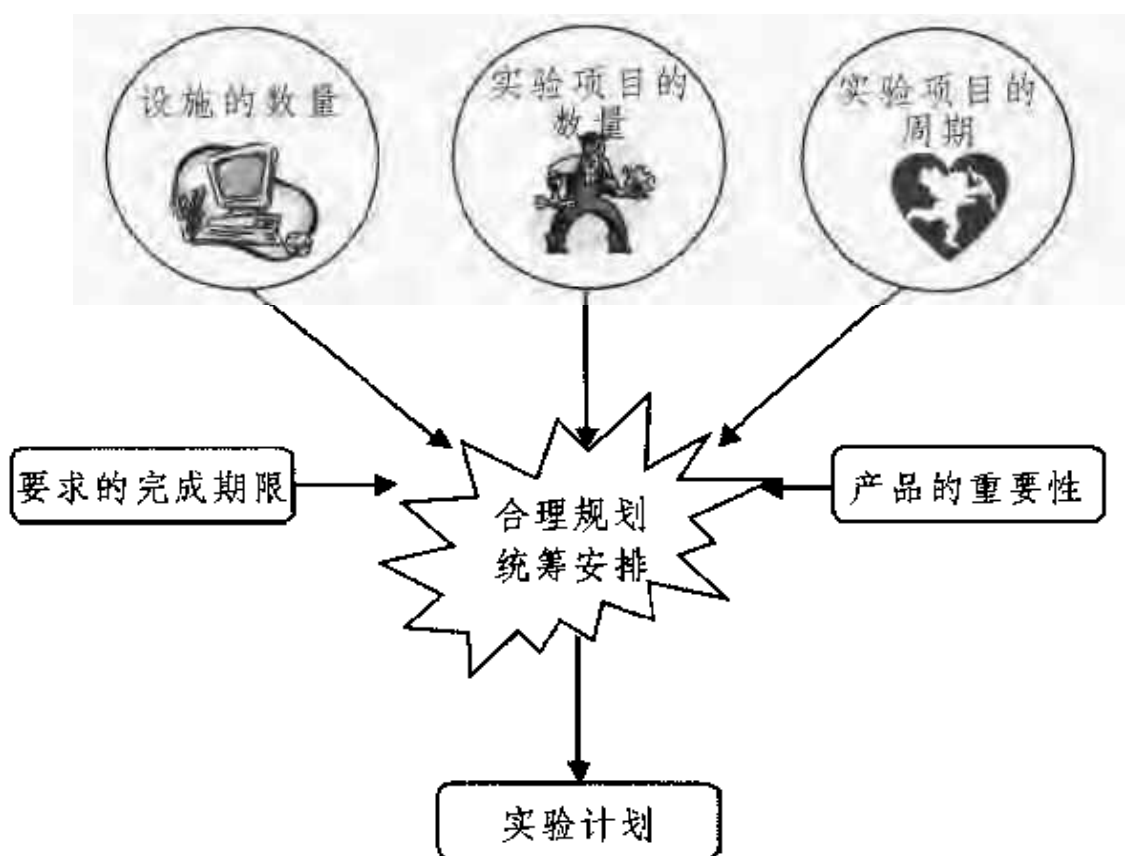 设施的数量
实验项目的
数量
实验项目的
周期
要求的完成期限
合理规划
统筹安排
产品的重要性
实验计划